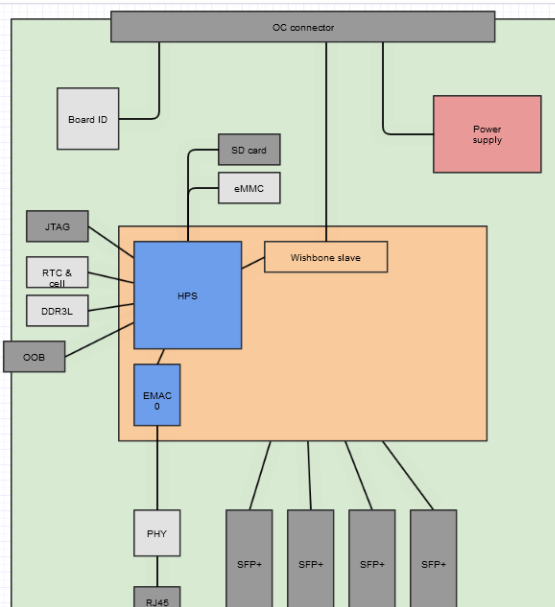 OC connector
Board ID
Power
supply
SD card
eMMC
JTAG
Wishbone slave
RTC &
cell
HPS
DDR3L
OOB
EMAC
0
PHY
SFP+
SFP+
SFP+
SFP+
RJ45